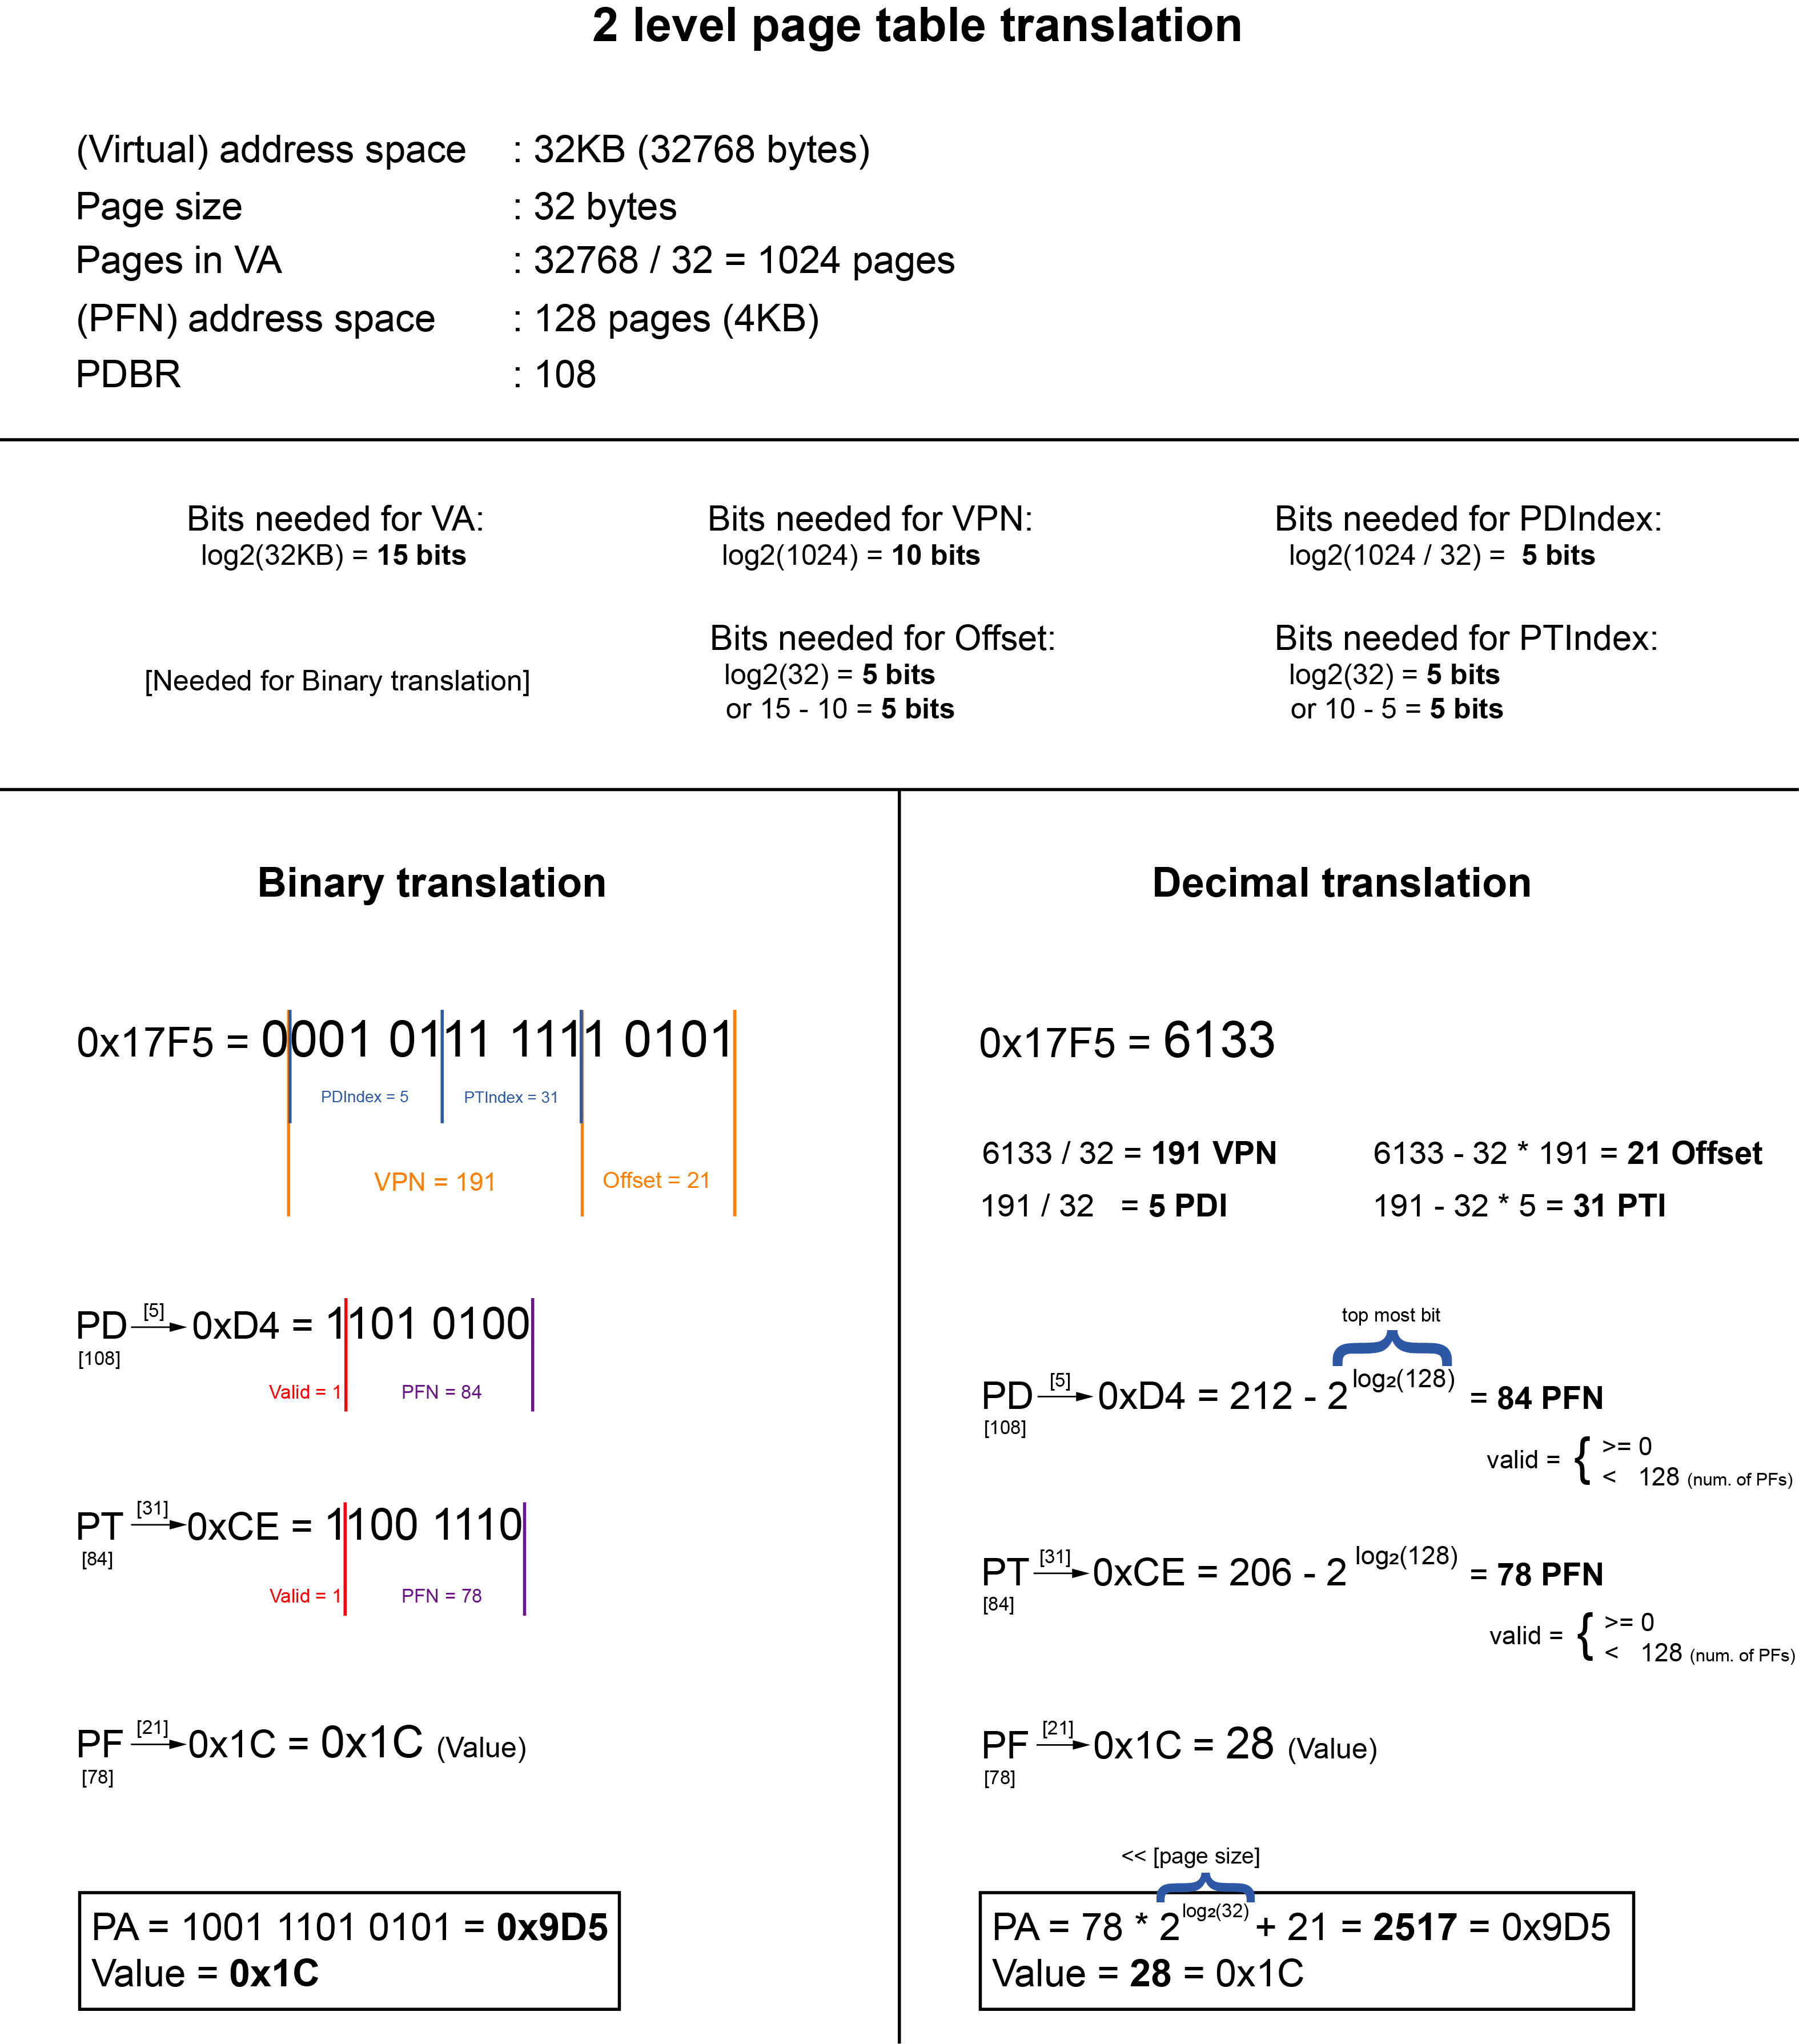 2 level page table translation
(Virtual) address space : 32KB (32768 bytes)
Page size : 32 bytes
Pages in VA : 32768 / 32 = 1024 pages
(PFN) address space : 128 pages (4KB)
PDBR : 108
Bits needed for VA:
log2(32KB) = 15 bits
[Needed for Binary translation]
Bits needed for VPN:
log2(1024) = 10 bits
Bits needed for Offset:
log2(32) = 5 bits
or 15 - 10 = 5 bits
Bits needed for PDIndex:
log2(1024 / 32) = 5 bits
Bits needed for PTIndex:
log2(32) = 5 bits
or 10 - 5 = 5 bits
Binary translation
0x17F5 = 0001 0111 1111 0101
PDIndex = 5 PTIndex = 31
VPN = 191 Offset = 21
[5]
PD 0xD4 = 1101 0100
[108]
Valid = 1 PFN = 84
[31]
PT 0xCE = 1100 1110
[84]
Valid = 1 PFN = 78
[21]
PF 0x1C = 0x1C (Value)
[78]
PA = 1001 1101 0101 = 0x9D5
Value = 0x1C
Decimal translation
0x17F5 = 6133
6133 / 32 = 191 VPN 6133 - 32 * 191 = 21 Offset
191 / 32 = 5 PDI 191 - 32 * 5 = 31 PTI
top most bit
[5]
PD 0xD4 = 212 - 2 log₂(128) = 84 PFN
[108]
valid = { >= 0
< 128 (num. of PFs)
[31]
PT 0xCE = 206 - 2 log₂(128) = 78 PFN
[84]
valid = { >= 0
< 128 (num. of PFs)
[21]
PF 0x1C = 28 (Value)
[78]
<< [page size]
PA = 78 * 2 log₂(32) + 21 = 2517 = 0x9D5
Value = 28 = 0x1C